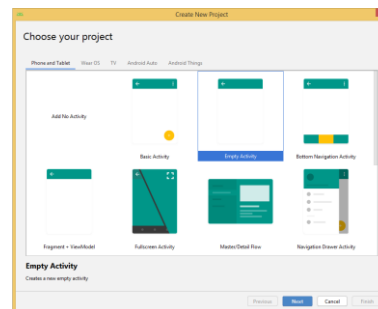 Create New Project
Choose your project
Phone and Tablet Wear OS TV Android Auto Android Things
Add No Activity
Basic Activity
Empty Activity
Bottom Navigation Activity
Fragment + ViewModel
Fullscreen Activity
Master/Detail Flow
Navigation Drawer Activity
Empty Activity
Creates a new empty activity
Previous Next Cancel Finish